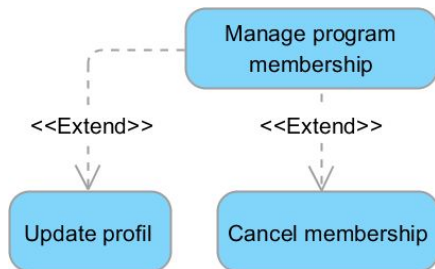 Manage program
membership
<<Extend>>
<<Extend>>
Update profil
Cancel membership